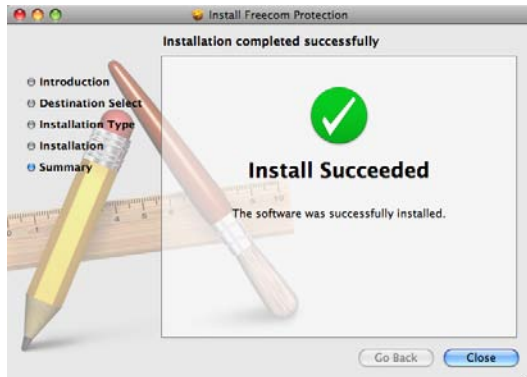 Install Freecom Protection
Installation completed successfully
Introduction
Destination Select
Installation Type
Installation
Summary
Install Succeeded
The software was successfully installed.
Go Back
Close